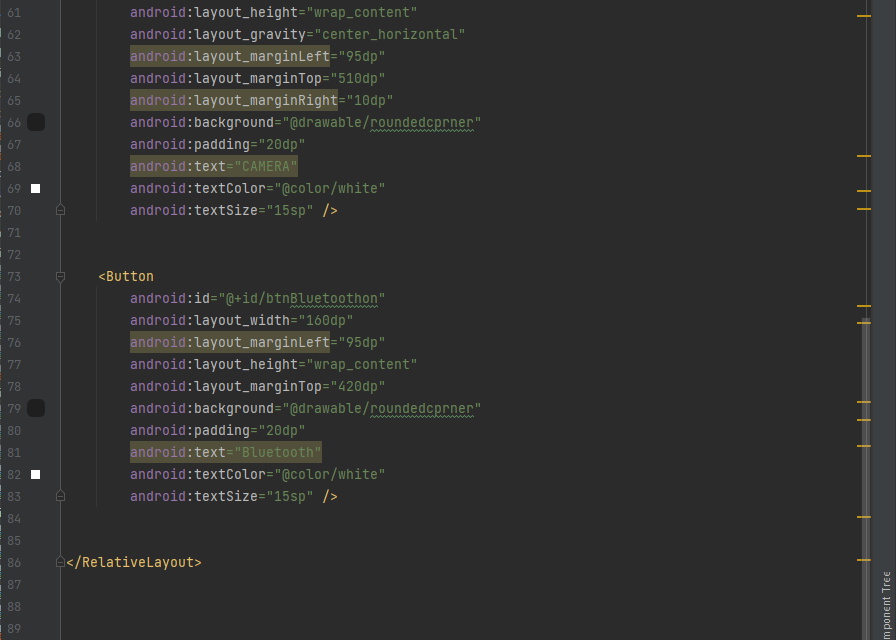 61 android:layout_height="wrap_content"
62 android:layout_gravity="center_horizontal"
63 android:layout_marginLeft="95dp"
64 android:layout_marginTop="510dp"
65 android:layout_marginRight="10dp"
66 android:background="@drawable/roundedcprner"
67 android:padding="20dp"
68 android:text="CAMERA"
69 android:textColor="@color/white"
70 android:textSize="15sp" />
71
72
73 <Button
74 android:id="@+id/btnBluetoothon"
75 android:layout_width="160dp"
76 android:layout_marginLeft="95dp"
77 android:layout_height="wrap_content"
78 android:layout_marginTop="420dp"
79 android:background="@drawable/roundedcprner"
80 android:padding="20dp"
81 android:text="Bluetooth"
82 android:textColor="@color/white"
83 android:textSize="15sp" />
84
85
86 </RelativeLayout>
87
88
89
mponent Tree